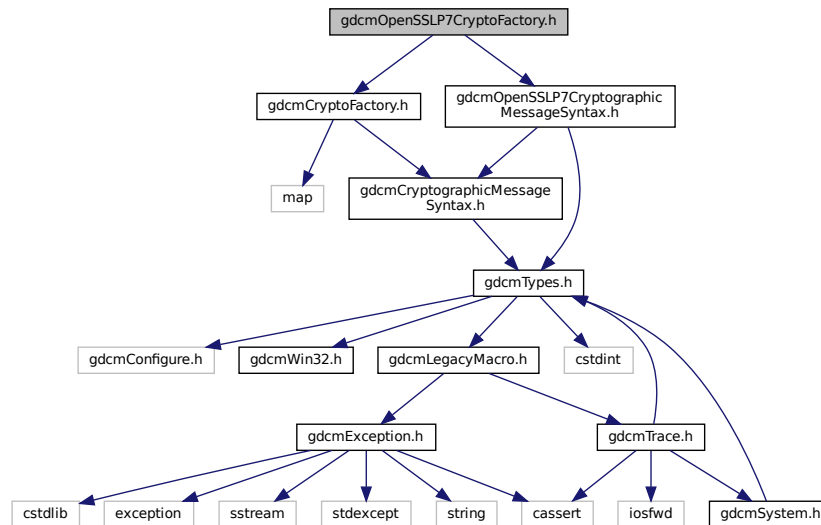 gdcmOpenSSLP7CryptoFactory.h
gdcmCryptoFactory.h
gdcmOpenSSLP7Cryptographic
MessageSyntax.h
map
gdcmCryptographicMessage
Syntax.h
gdcmTypes.h
gdcmConfigure.h
gdcmWin32.h
gdcmLegacyMacro.h
cstdint
gdcmException.h
gdcmTrace.h
cstdlib
exception
sstream
stdexcept
string
cassert
iosfwd
gdcmSystem.h